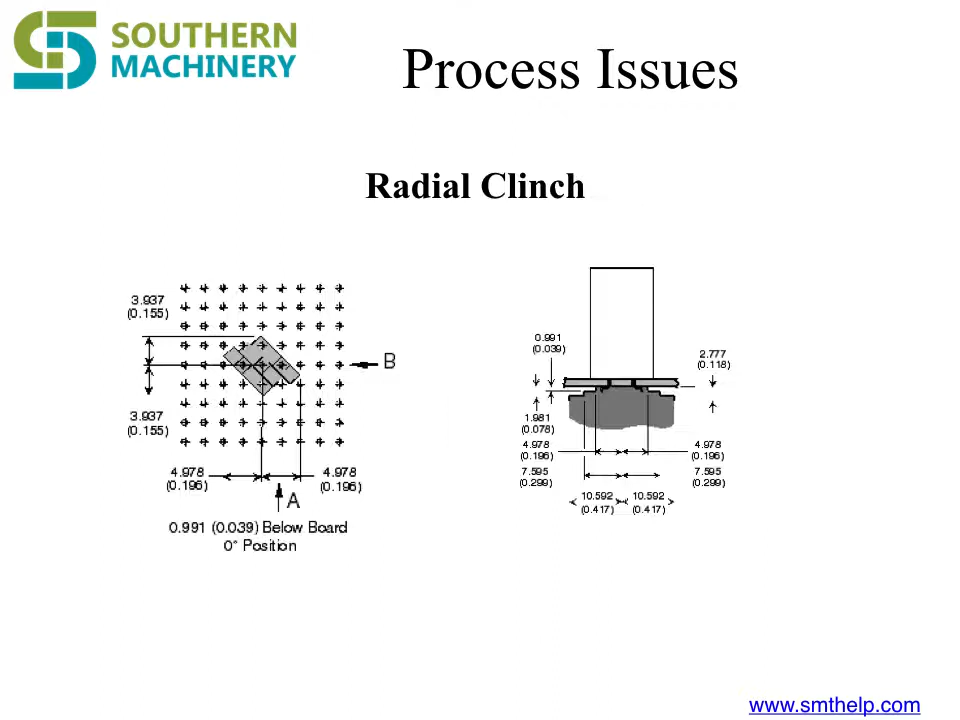 SOUTHERN
MACHINERY
Process Issues
Radial Clinch
3.937
(0.155)
B
3.937
(0.155)
4.978
(0.196)
4.978
(0.196)
A
0.991 (0.039) Below Board
0° Position
0.991
(0.039)
2.777
(0.118)
1.981
(0.078)
4.978
(0.196)
4.978
(0.196)
7.595
(0.299)
7.595
(0.299)
10.592
(0.417)
10.592
(0.417)
www.smthelp.com